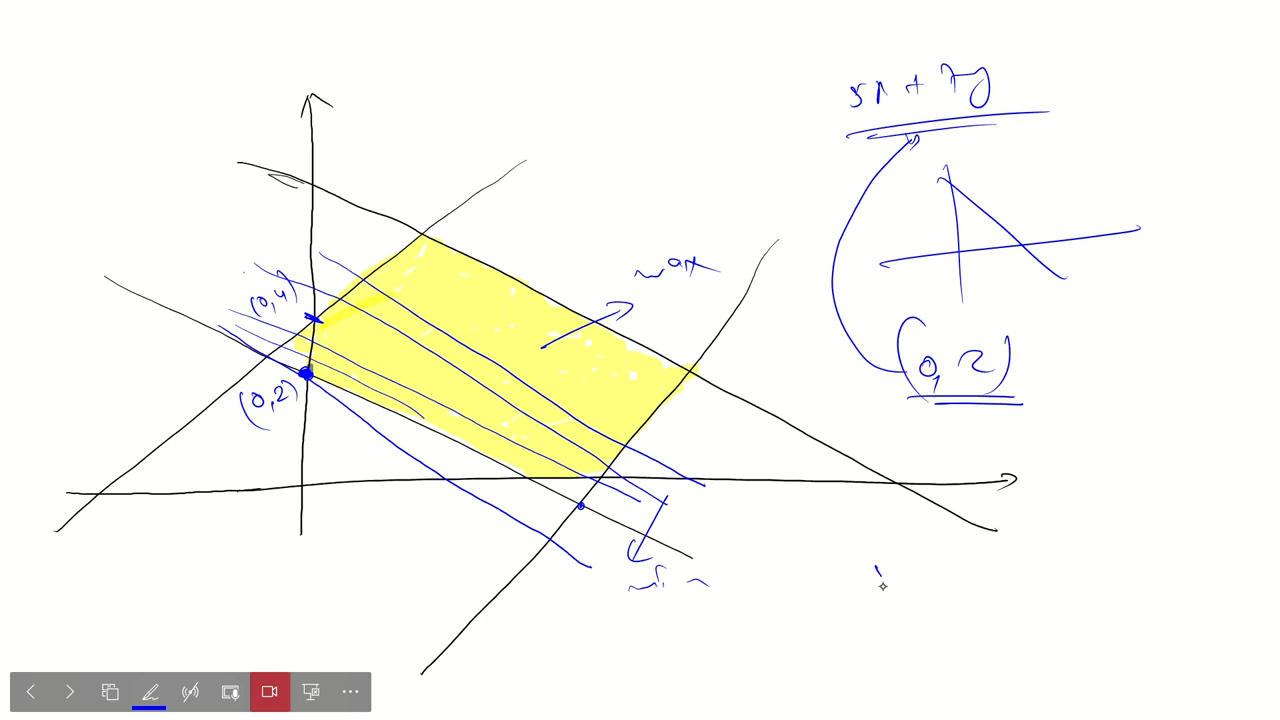 5x + 7y
max
(0,4)
(0,2)
(0,2)
min